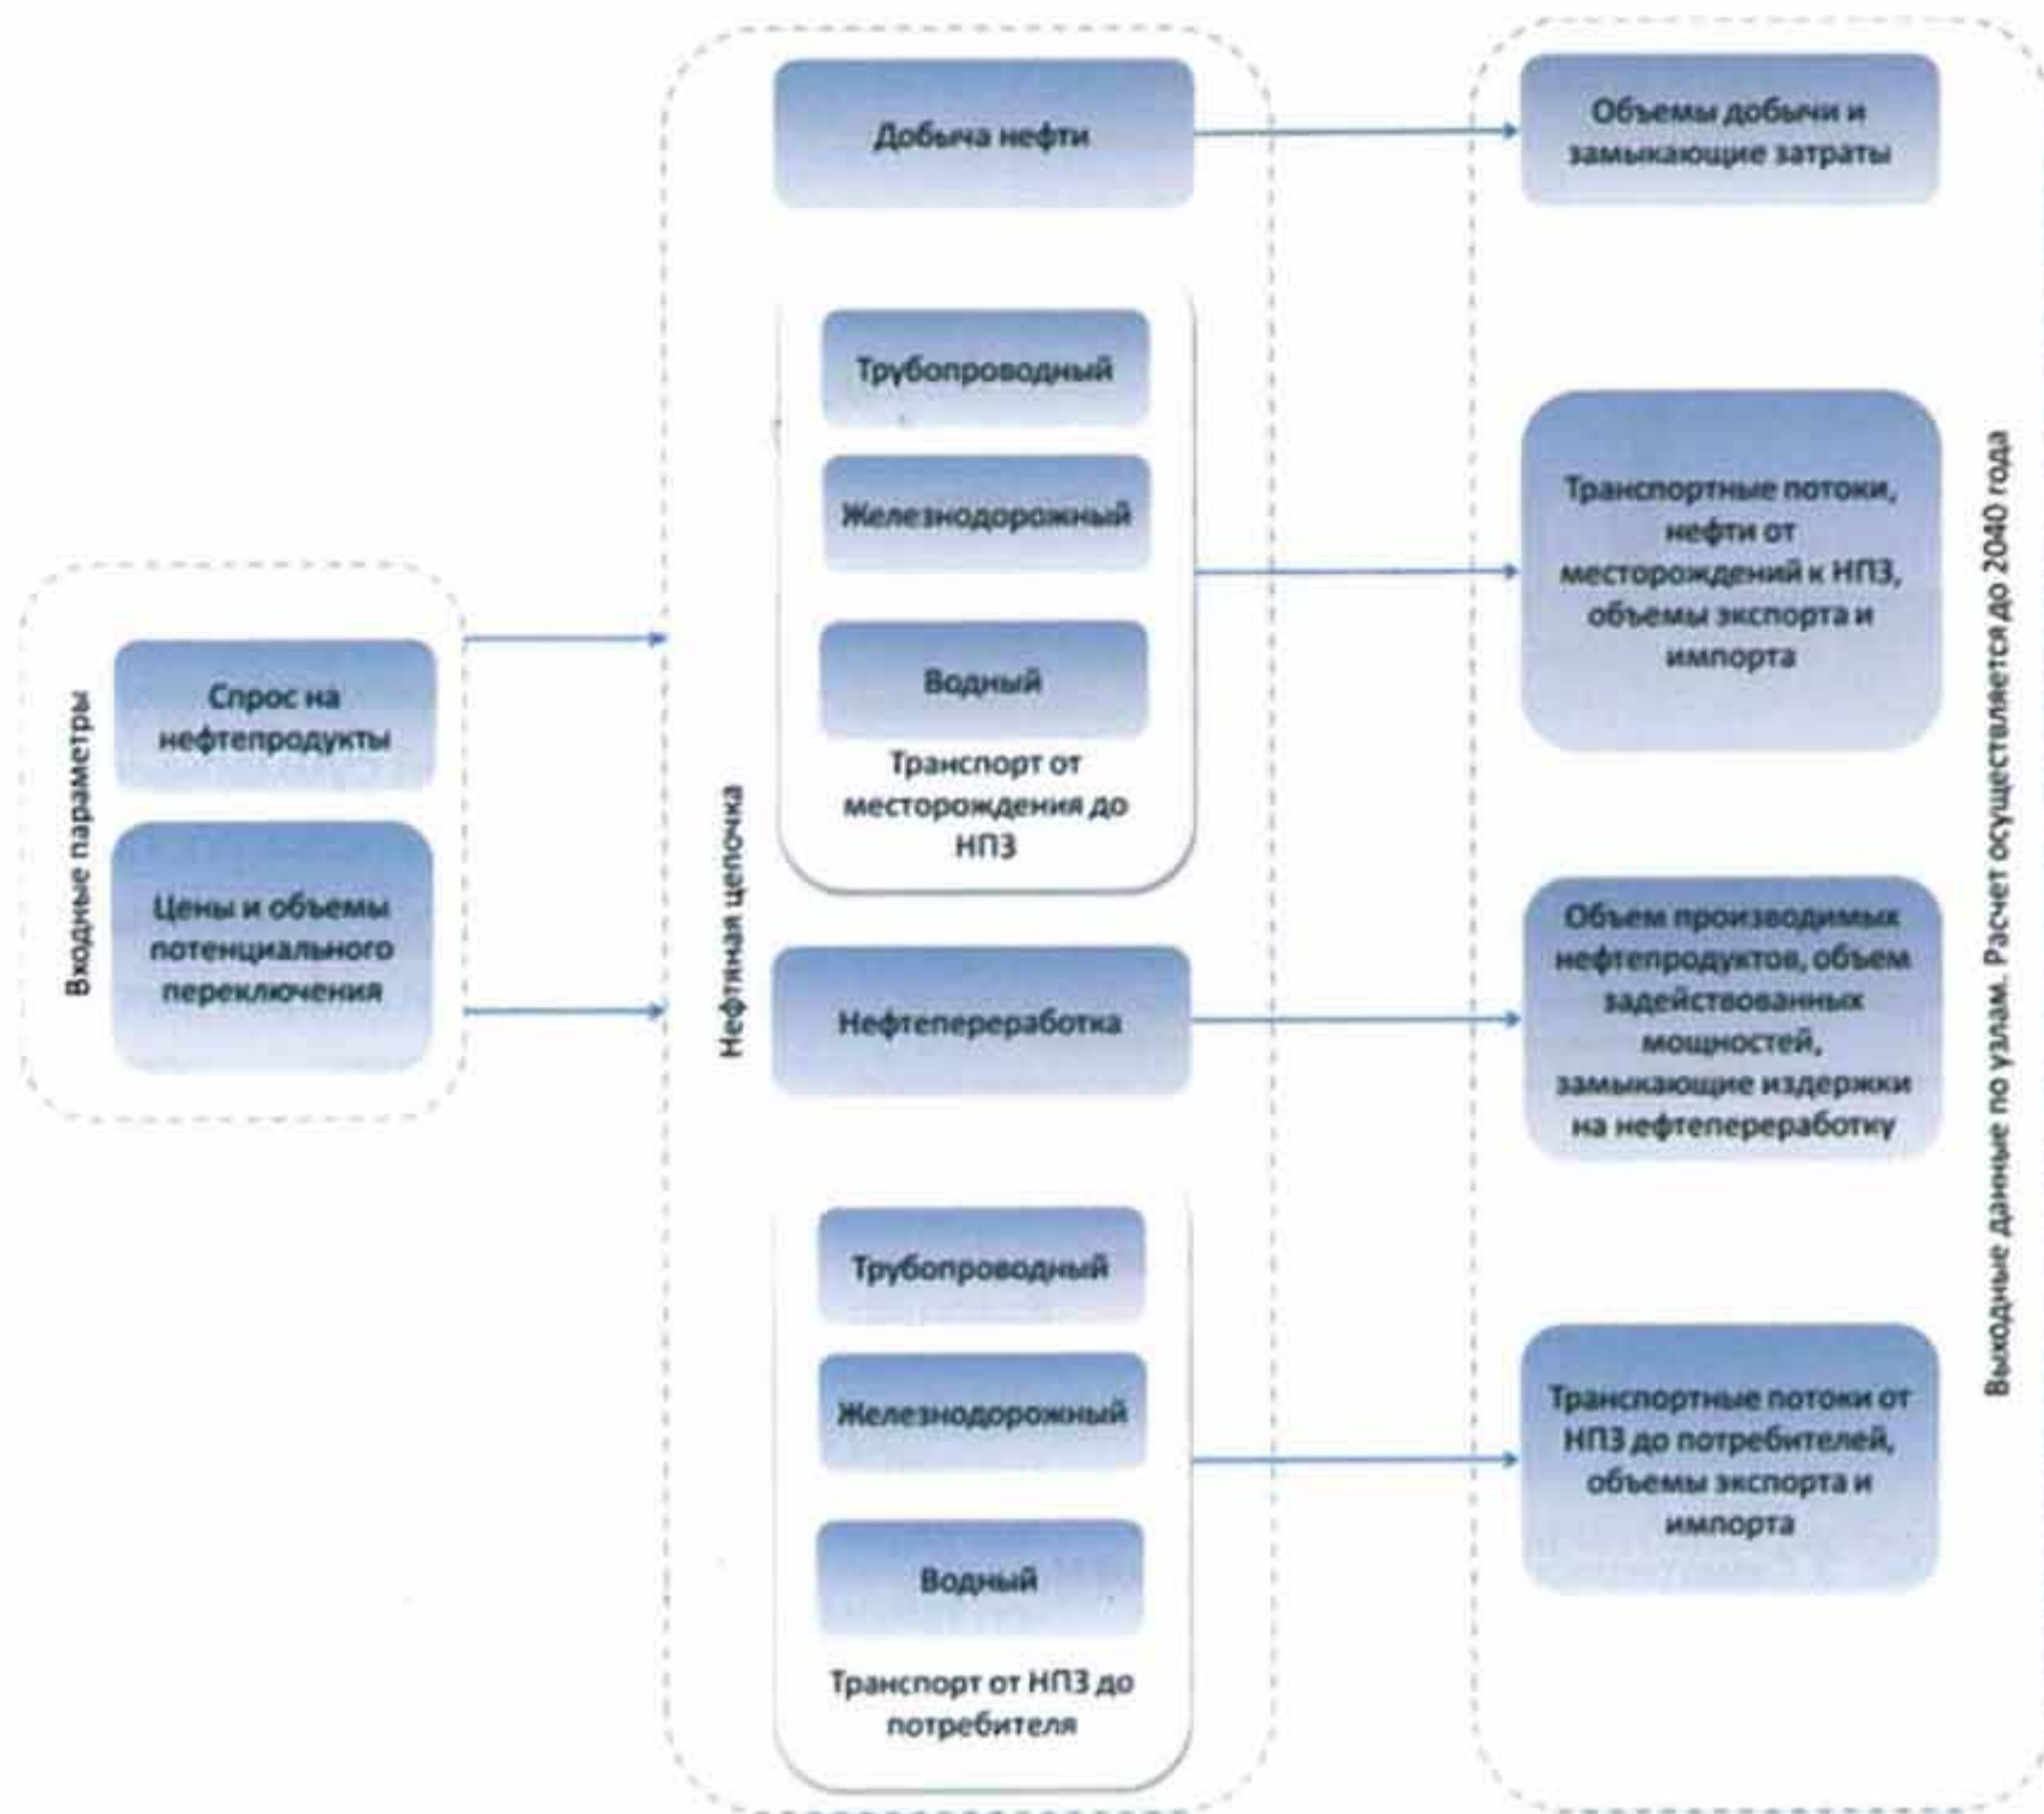 Входные параметры
Спрос на
нефтепродукты
Цены и объемы
потенциального
переключения
Нефтяная цепочка
Добыча нефти
Трубопроводный
Железнодорожный
Водный
Транспорт от
месторождения до
НПЗ
Нефтепереработка
Трубопроводный
Железнодорожный
Водный
Транспорт от НПЗ до
потребителя
Объемы добычи и
замыкающие затраты
Транспортные потоки,
нефти от
месторождений к НПЗ,
объемы экспорта и
импорта
Объем производимых
нефтепродуктов, объем
задействованных
мощностей,
замыкающие издержки
на нефтепереработку
Транспортные потоки от
НПЗ до потребителей,
объемы экспорта и
импорта
Выходные данные по узлам. Расчет осуществляется до 2040 года